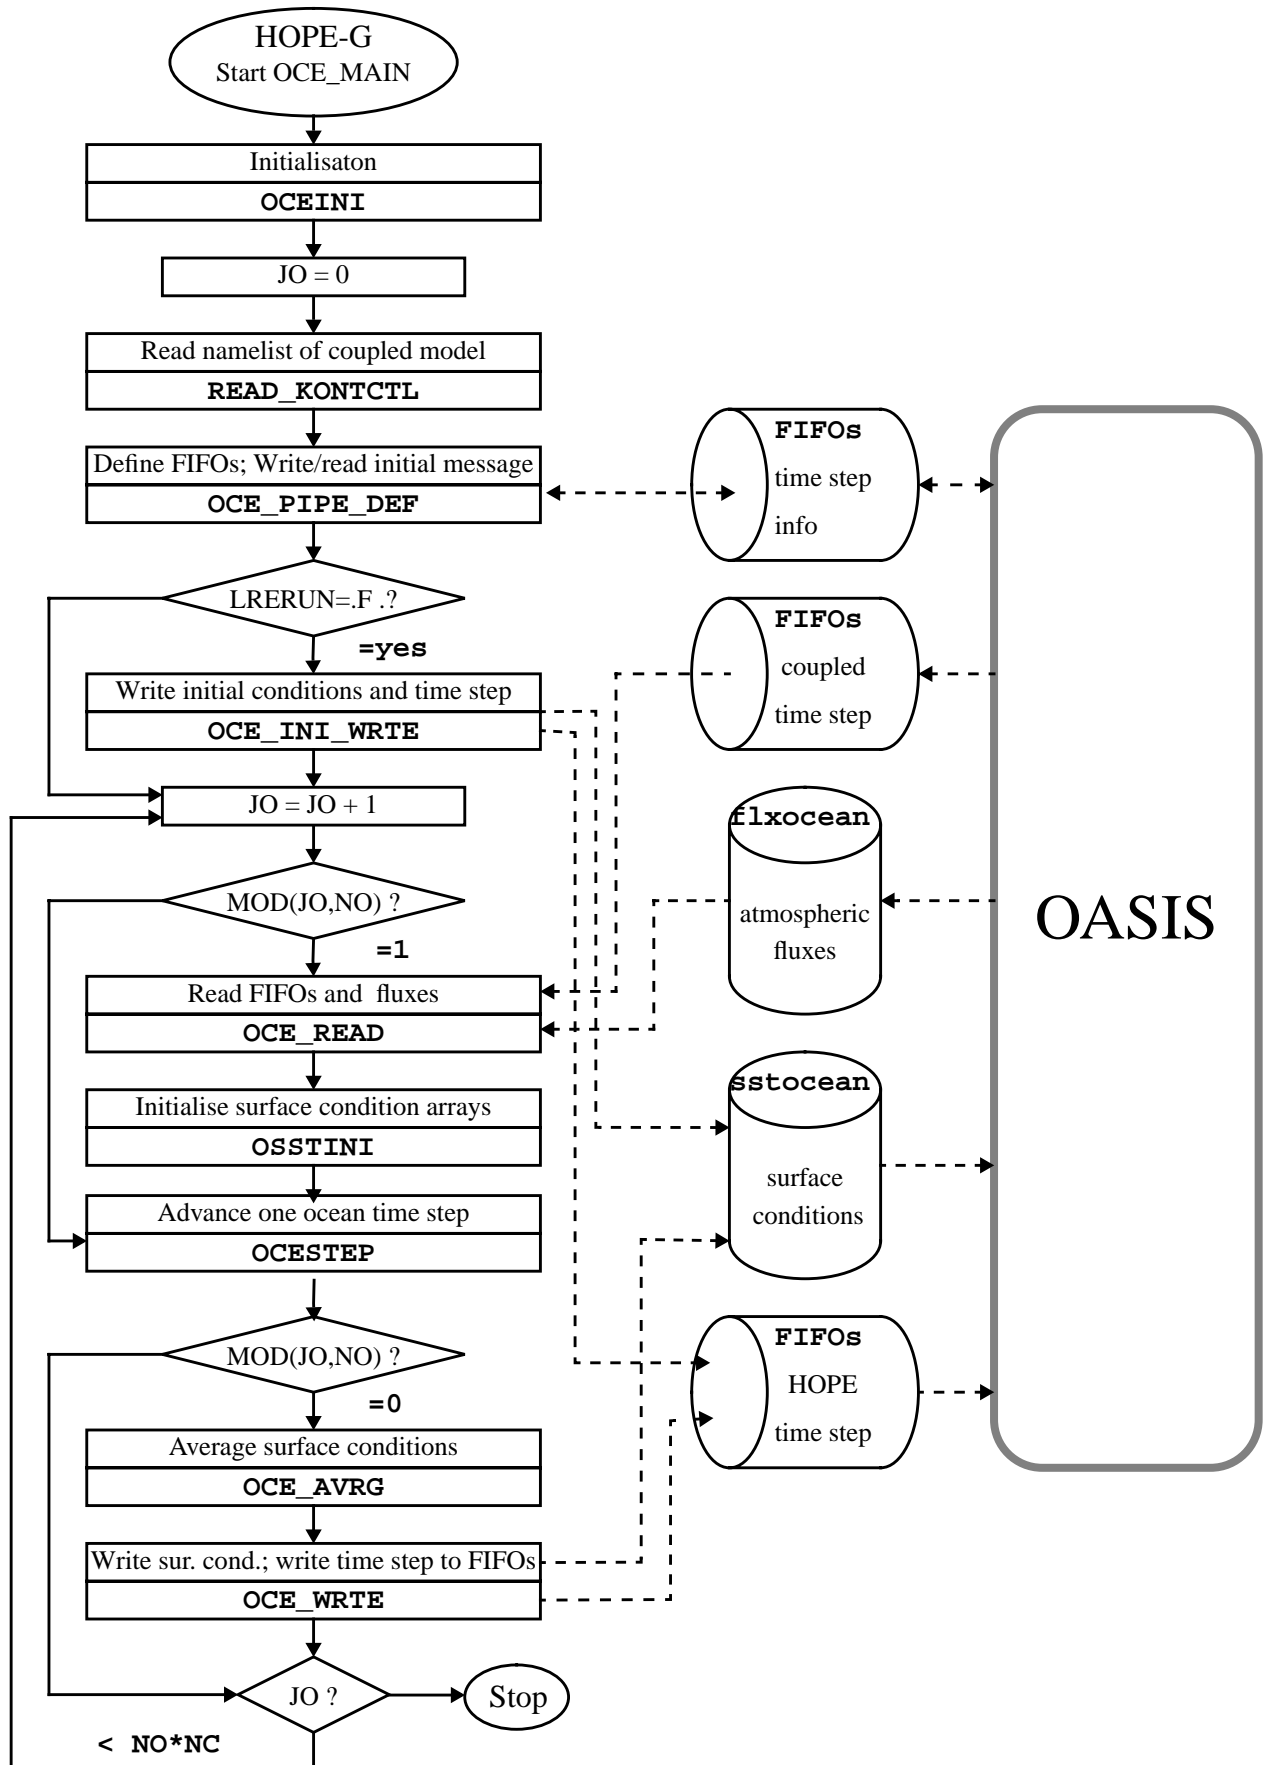 HOPE-G
Start OCE_MAIN
Initialisaton
OCEINI
JO = 0
Read namelist of coupled model
READ_KONTCTL
Define FIFOs; Write/read initial message
OCE_PIPE_DEF
LRERUN=.F .?
=yes
Write initial conditions and time step
OCE_INI_WRTE
JO = JO + 1
MOD(JO,NO) ?
=1
Read FIFOs and fluxes
OCE_READ
Initialise surface condition arrays
OSSTINI
Advance one ocean time step
OCESTEP
MOD(JO,NO) ?
=0
Average surface conditions
OCE_AVRG
Write sur. cond.; write time step to FIFOs
OCE_WRTE
JO ?
Stop
< NO*NC
FIFOs
time step
info
FIFOs
coupled
time step
flxocean
atmospheric
fluxes
sstocean
surface
conditions
FIFOs
HOPE
time step
OASIS